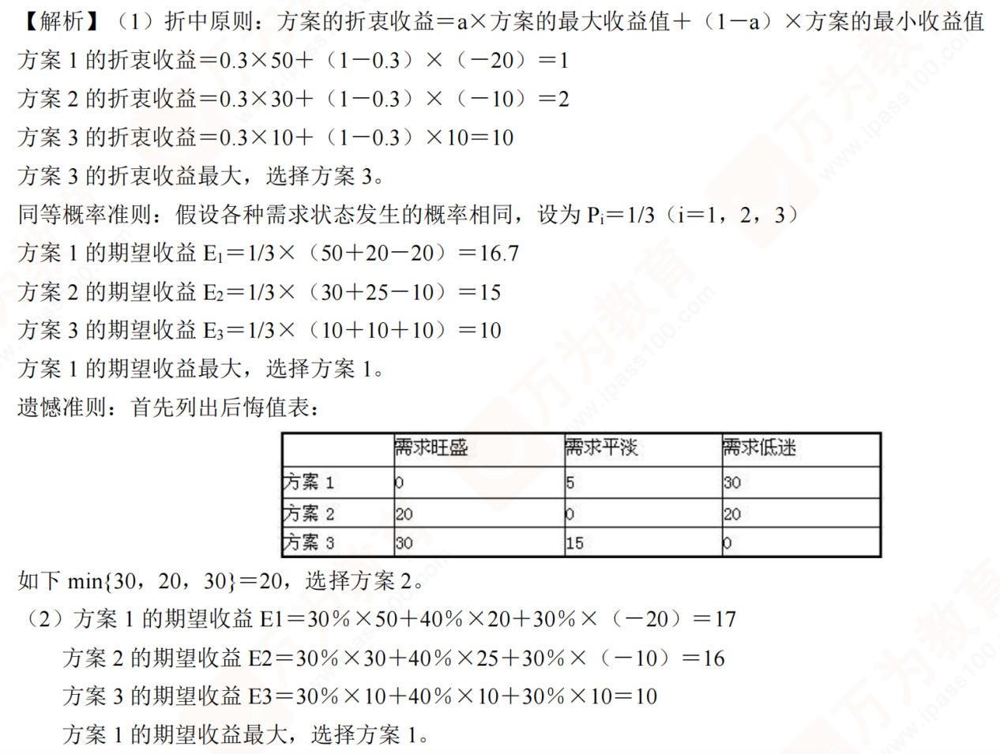 【解析】（1）折中原则：方案的折衷收益＝a×方案的最大收益值＋（1－a）×方案的最小收益值
方案 1 的折衷收益＝0.3×50＋（1－0.3）×（－20）＝1
方案 2 的折衷收益＝0.3×30＋（1－0.3）×（－10）＝2
方案 3 的折衷收益＝0.3×10＋（1－0.3）×10＝10
方案 3 的折衷收益最大，选择方案 3。
同等概率准则：假设各种需求状态发生的概率相同，设为 Pi＝1/3（i＝1，2，3）
方案 1 的期望收益 E1＝1/3×（50＋20－20）＝16.7
方案 2 的期望收益 E2＝1/3×（30＋25－10）＝15
方案 3 的期望收益 E3＝1/3×（10＋10＋10）＝10
方案 1 的期望收益最大，选择方案 1。
遗憾准则：首先列出后悔值表：
需求旺盛 需求平淡 需求低迷
方案 1 0 5 30
方案 2 20 0 20
方案 3 30 15 0
如下 min{30，20，30}＝20，选择方案 2。
（2）方案 1 的期望收益 E1＝30％×50＋40％×20＋30％×（－20）＝17
方案 2 的期望收益 E2＝30％×30＋40％×25＋30％×（－10）＝16
方案 3 的期望收益 E3＝30％×10＋40％×10＋30％×10＝10
方案 1 的期望收益最大，选择方案 1。
万为教育
www.ipass100.com